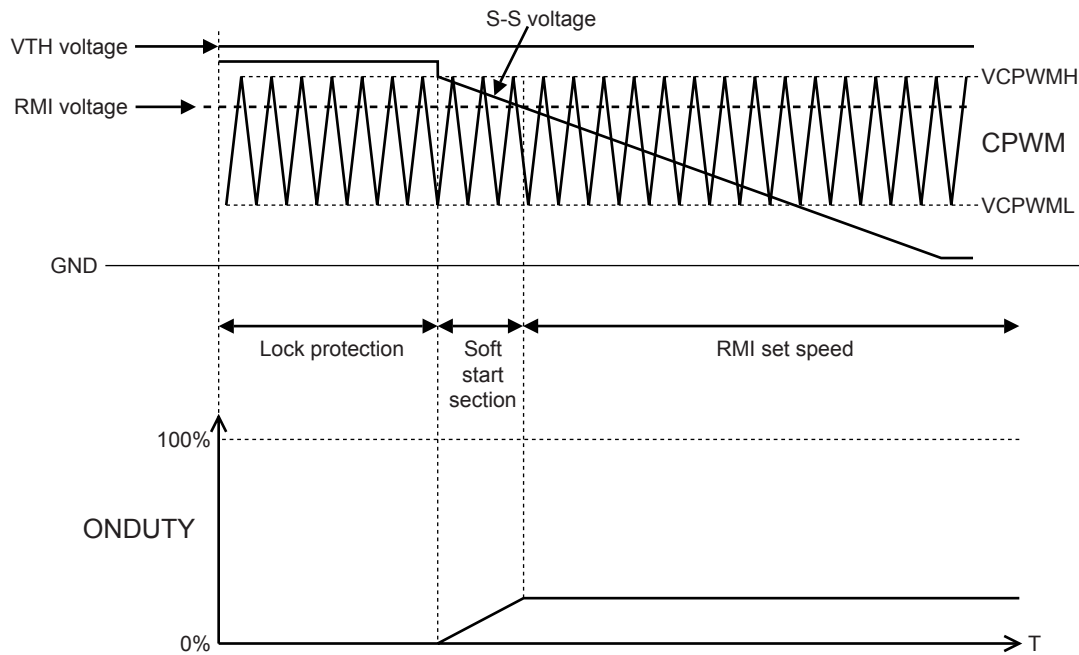 S-S voltage
VTH voltage
VCPWMH
RMI voltage
CPWM
VCPWML
GND
Lock protection
Soft
start
section
RMI set speed
100%
ONDUTY
0%
T